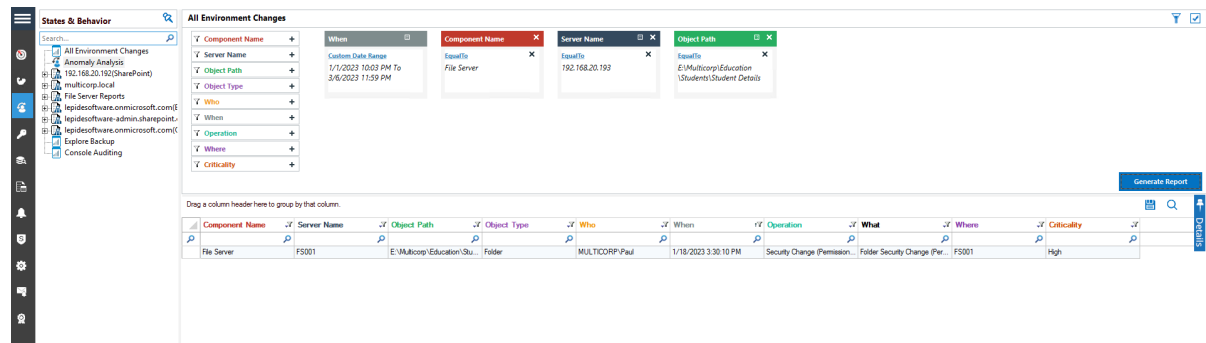 States & Behavior
Search...
All Environment Changes
Anomaly Analysis
192.168.20.192(SharePoint)
multicorp.local
File Server Reports
lepidesoftware.onmicrosoft.com(E
lepidesoftware-admin.sharepoint.
lepidesoftware.onmicrosoft.com(
Explore Backup
Console Auditing
All Environment Changes
Component Name +
Server Name +
Object Path +
Object Type +
Who +
When +
Operation +
Where +
Criticality +
When
Custom Date Range
1/1/2023 10:03 PM To
3/6/2023 11:59 PM
Component Name
EqualTo
File Server
Server Name
EqualTo
192.168.20.193
Object Path
EqualTo
E:\Multicorp\Education
\Students\Student Details
Generate Report
Drag a column header here to group by that column.
Component Name Server Name Object Path Object Type Who When Operation What Where Criticality
File Server FS001 E:\Multicorp\Education\Stu... Folder MULTICORP\Paul 1/18/2023 3:30:10 PM Security Change (Permission... Folder Security Change (Per... FS001 High
Details